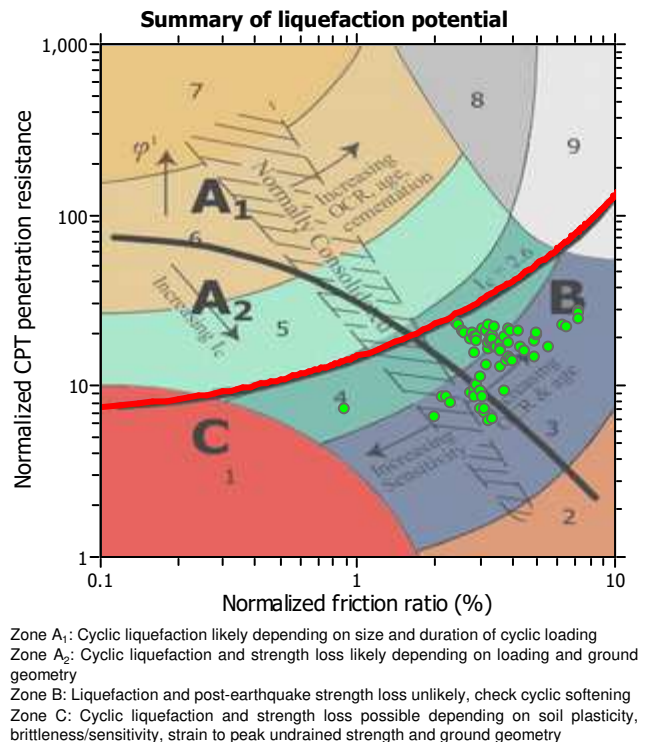 Summary of liquefaction potential
Normalized CPT penetration resistance
1,000
100
10
1
0.1
1
10
Normalized friction ratio (%)
7
8
9
φ'
A1
Normally Consolidated
Increasing
OCR, age,
cementation
6
A2
Increasing Ic
5
Ic = 2.6
B
4
Increasing
OCR & age
3
C
1
Increasing
Sensitivity
2
Zone A1: Cyclic liquefaction likely depending on size and duration of cyclic loading
Zone A2: Cyclic liquefaction and strength loss likely depending on loading and ground
geometry
Zone B: Liquefaction and post-earthquake strength loss unlikely, check cyclic softening
Zone C: Cyclic liquefaction and strength loss possible depending on soil plasticity,
brittleness/sensitivity, strain to peak undrained strength and ground geometry